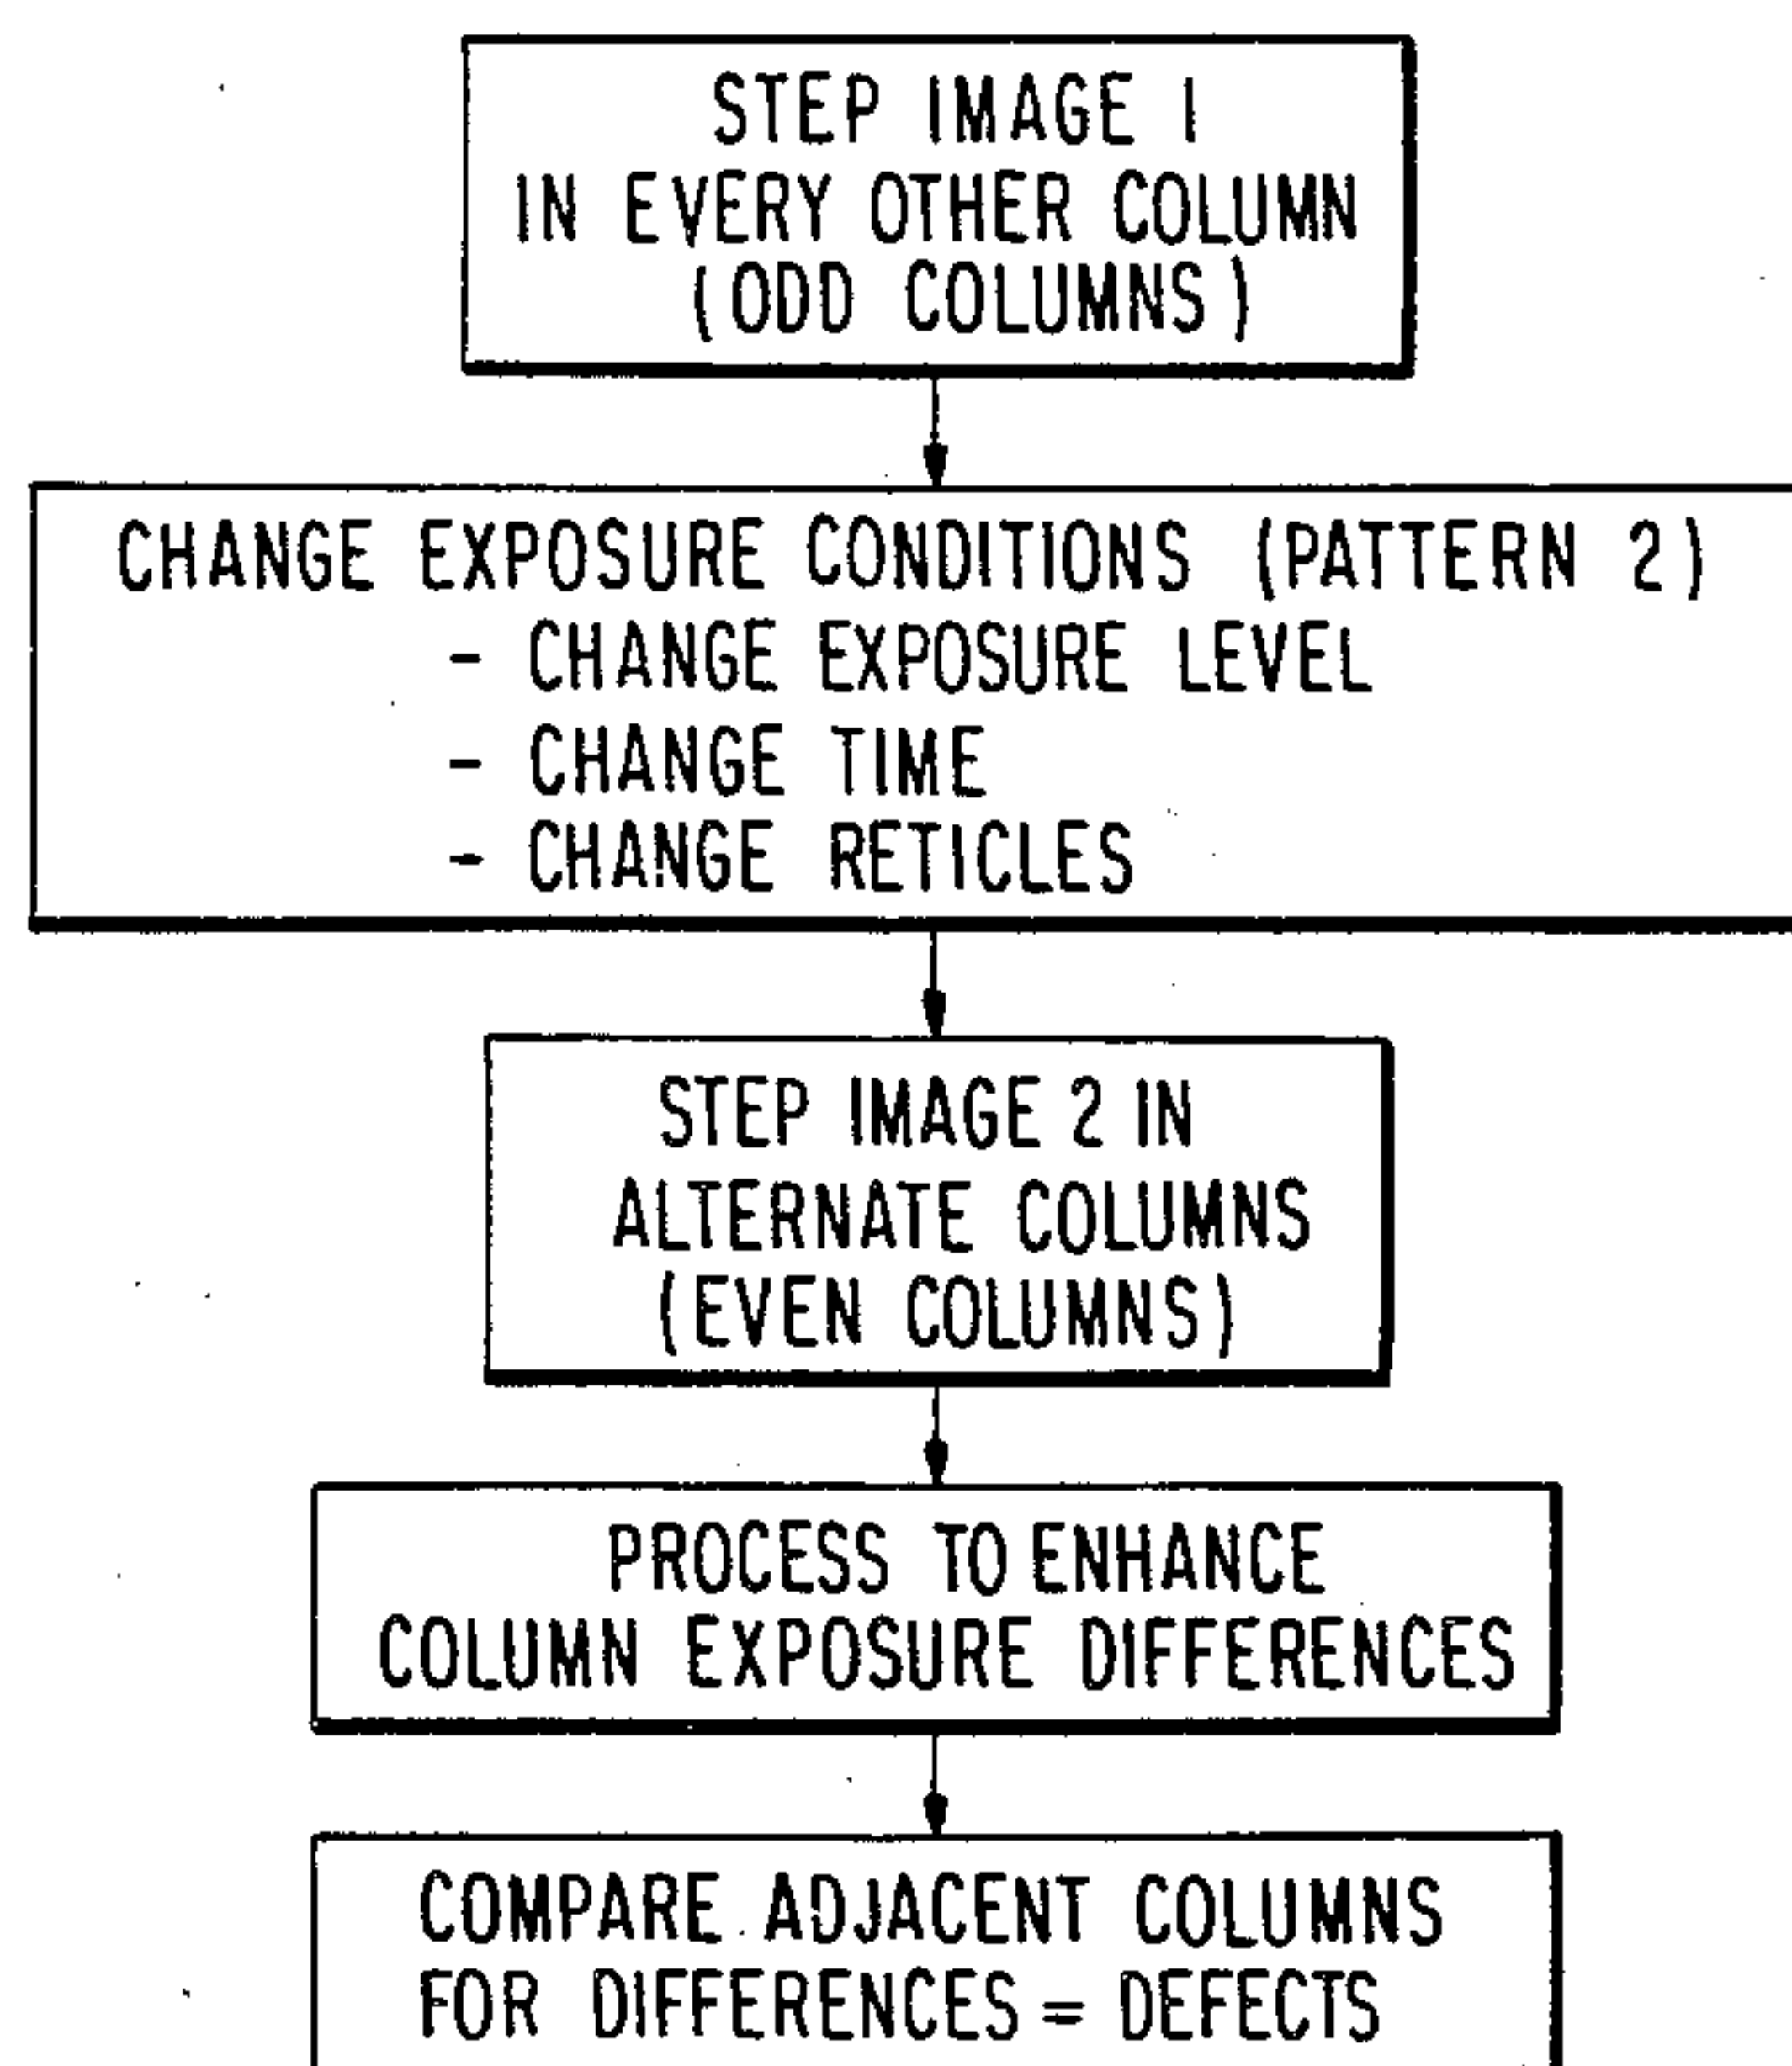 STEP IMAGE 1
IN EVERY OTHER COLUMN
(ODD COLUMNS)
CHANGE EXPOSURE CONDITIONS (PATTERN 2)
- CHANGE EXPOSURE LEVEL
- CHANGE TIME
- CHANGE RETICLES
STEP IMAGE 2 IN
ALTERNATE COLUMNS
(EVEN COLUMNS)
PROCESS TO ENHANCE
COLUMN EXPOSURE DIFFERENCES
COMPARE ADJACENT COLUMNS
FOR DIFFERENCES = DEFECTS